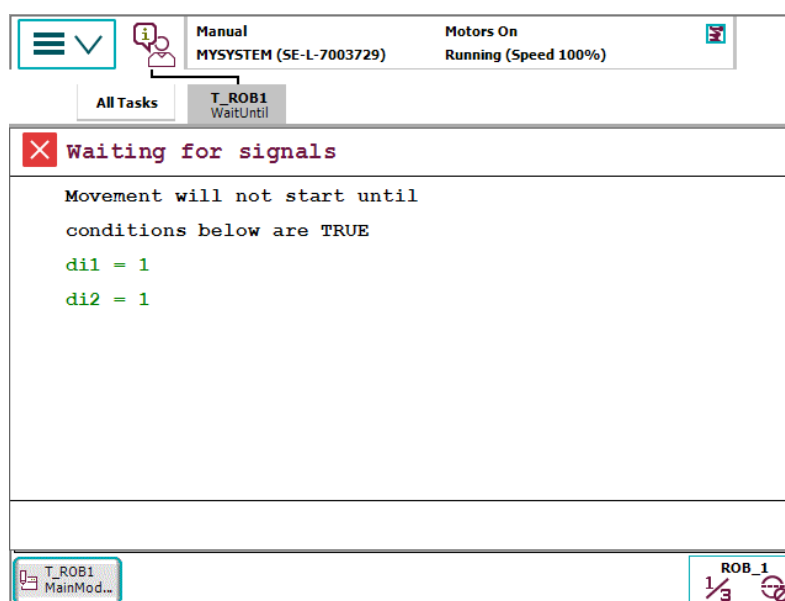 Manual
MYSYSTEM (SE-L-7003729)
Motors On
Running (Speed 100%)
All Tasks
T_ROB1
WaitUntil
Waiting for signals
Movement will not start until
conditions below are TRUE
di1 = 1
di2 = 1
T_ROB1
MainMod...
ROB_1
1/3